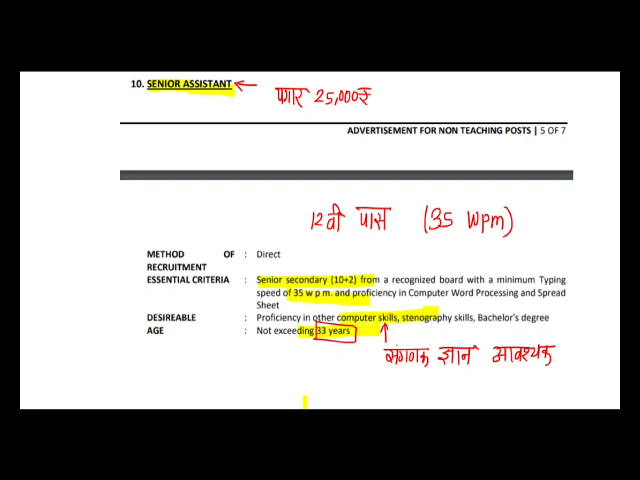 10. SENIOR ASSISTANT ← पगार 25,000₹
ADVERTISEMENT FOR NON TEACHING POSTS | 5 OF 7
12वी पास (35 wpm)
METHOD OF RECRUITMENT : Direct
ESSENTIAL CRITERIA : Senior secondary (10+2) from a recognized board with a minimum Typing
speed of 35 w p m. and proficiency in Computer Word Processing and Spread
Sheet
DESIREABLE : Proficiency in other computer skills, stenography skills, Bachelor's degree
AGE : Not exceeding 33 years
संगणक ज्ञान आवश्यक